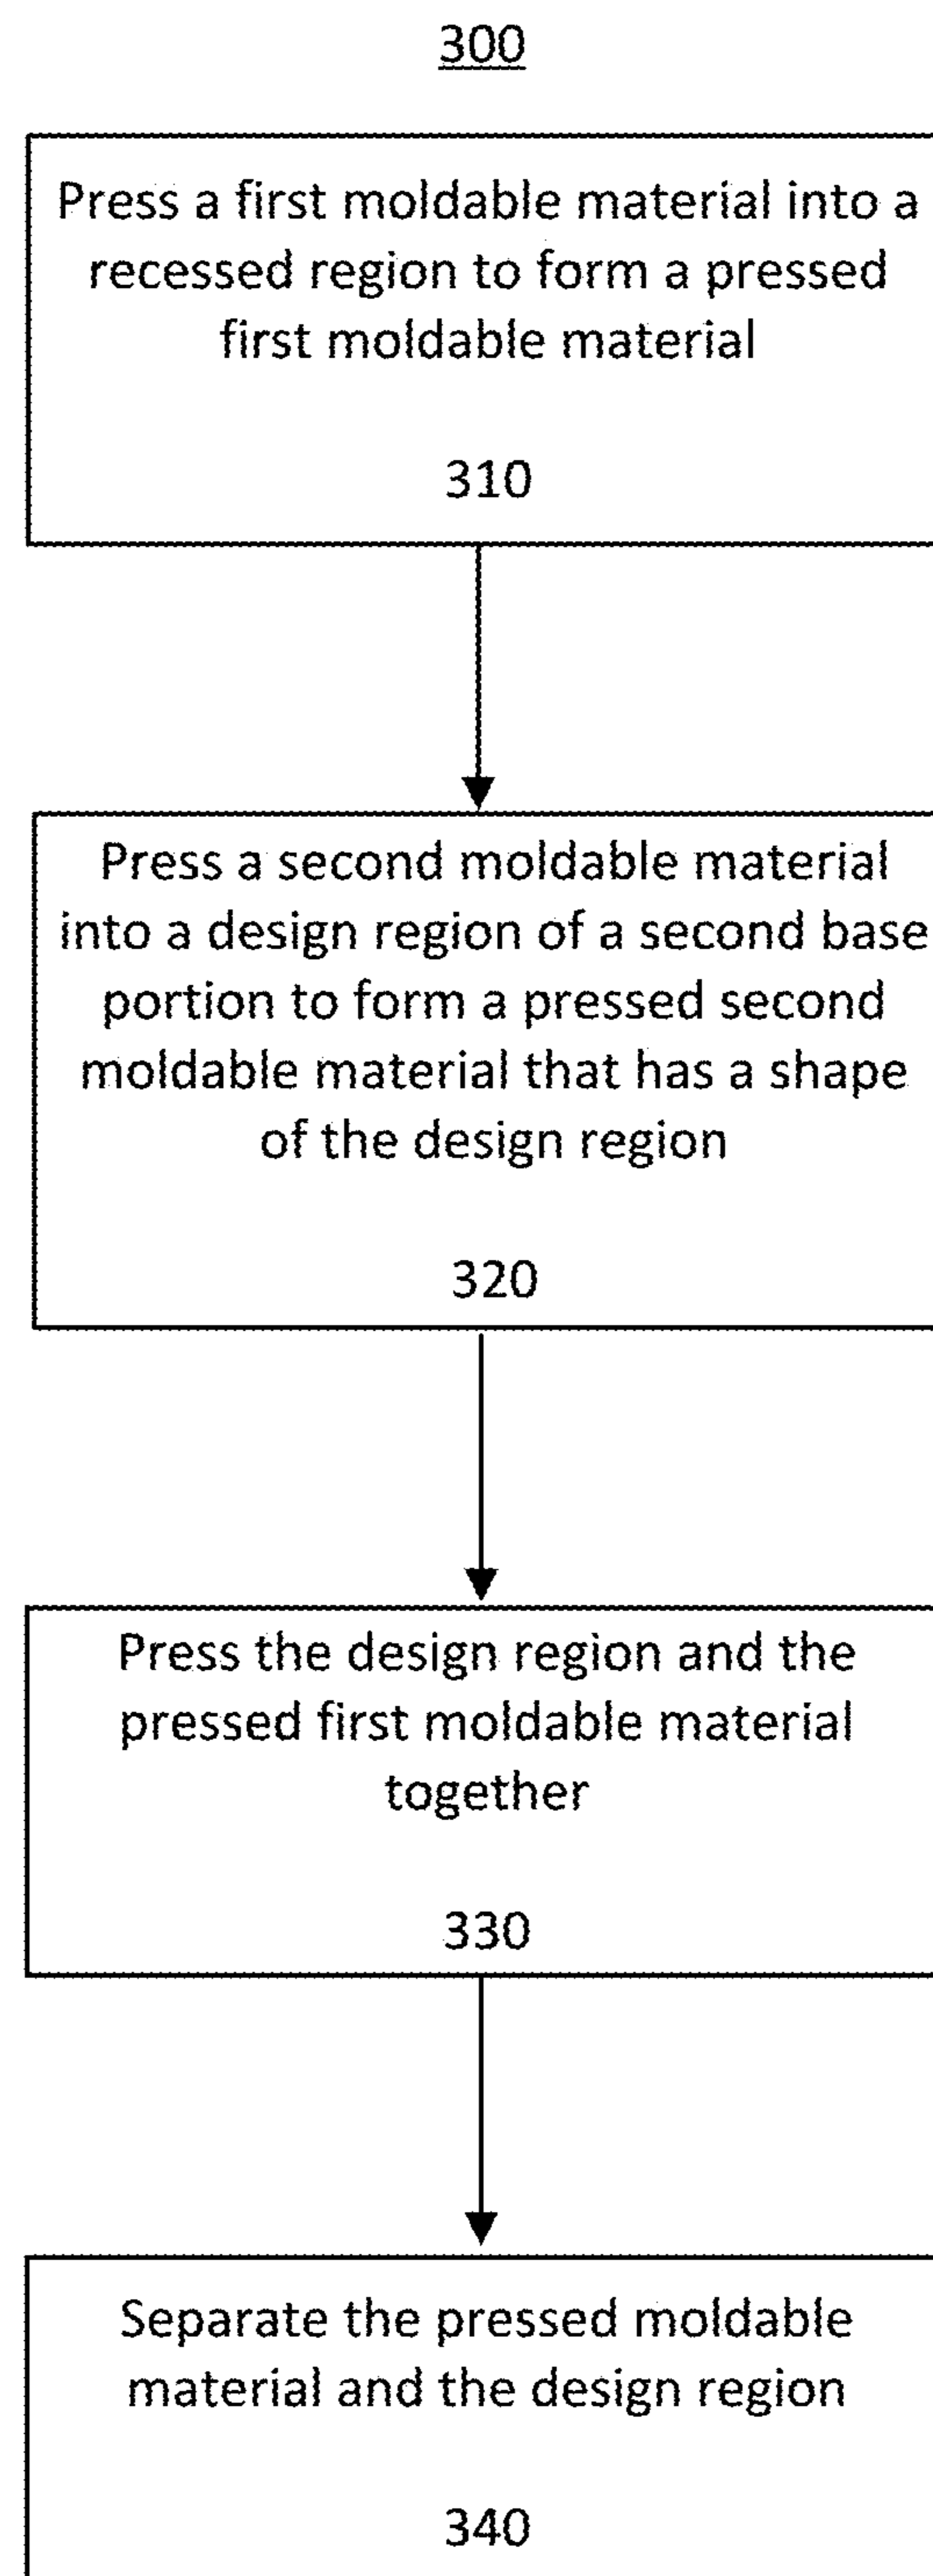 300
Press a first moldable material into a
recessed region to form a pressed
first moldable material
310
Press a second moldable material
into a design region of a second base
portion to form a pressed second
moldable material that has a shape
of the design region
320
Press the design region and the
pressed first moldable material
together
330
Separate the pressed moldable
material and the design region
340